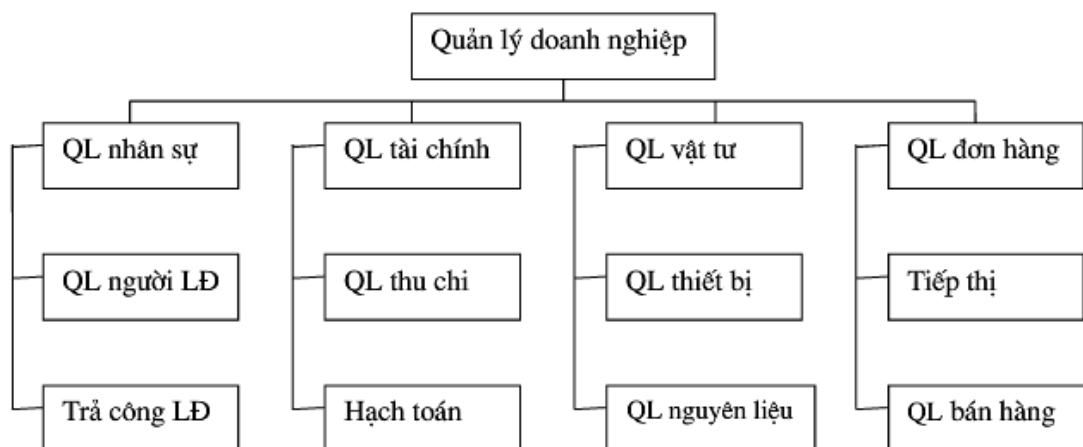 Quản lý doanh nghiệp
QL nhân sự
QL tài chính
QL vật tư
QL đơn hàng
QL người LĐ
QL thu chi
QL thiết bị
Tiếp thị
Trả công LĐ
Hạch toán
QL nguyên liệu
QL bán hàng